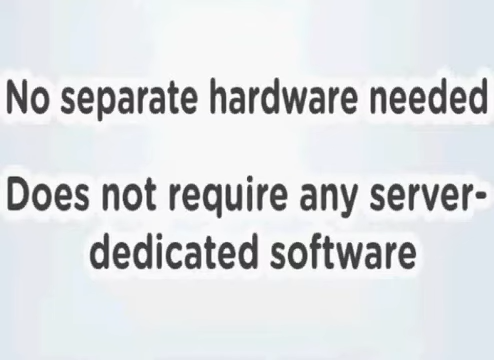 No separate hardware needed
Does not require any server-
dedicated software